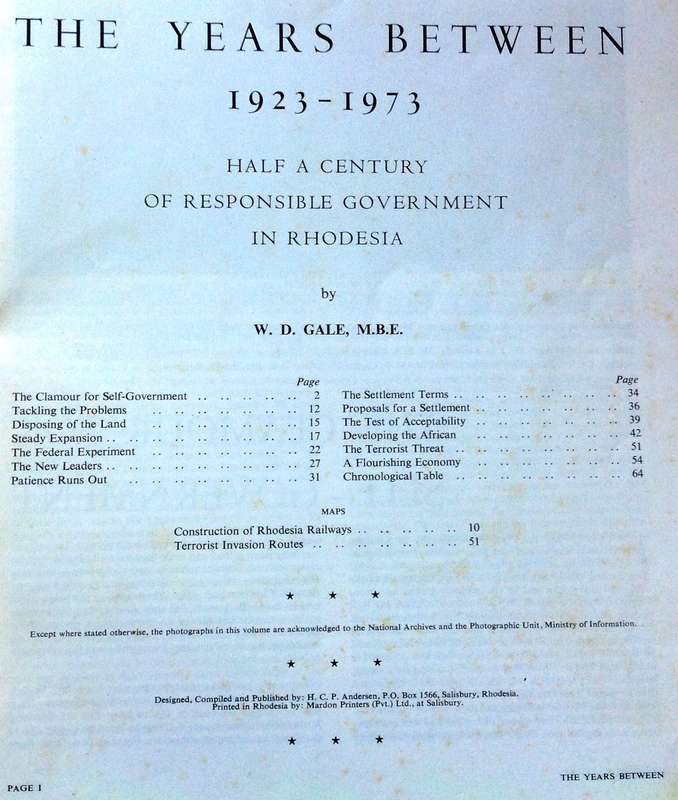 THE YEARS BETWEEN
1923-1973
HALF A CENTURY
OF RESPONSIBLE GOVERNMENT
IN RHODESIA
by
W. D. GALE, M.B.E.
Page
The Clamour for Self-Government .. .. .. .. .. 2
Tackling the Problems .. .. .. .. .. .. .. 12
Disposing of the Land .. .. .. .. .. .. .. 15
Steady Expansion .. .. .. .. .. .. .. .. 17
The Federal Experiment .. .. .. .. .. .. .. 22
The New Leaders .. .. .. .. .. .. .. .. 27
Patience Runs Out .. .. .. .. .. .. .. 31
Page
The Settlement Terms .. .. .. .. .. .. .. .. 34
Proposals for a Settlement .. .. .. .. .. .. .. 36
The Test of Acceptability .. .. .. .. .. .. .. 39
Developing the African .. .. .. .. .. .. .. 42
The Terrorist Threat .. .. .. .. .. .. .. 51
A Flourishing Economy .. .. .. .. .. .. .. 54
Chronological Table .. .. .. .. .. .. .. .. 64
MAPS
Construction of Rhodesia Railways .. .. .. .. .. 10
Terrorist Invasion Routes .. .. .. .. .. .. .. 51
★ ★ ★
Except where stated otherwise, the photographs in this volume are acknowledged to the National Archives and the Photographic Unit, Ministry of Information.
★ ★ ★
Designed, Compiled and Published by: H. C. P. Andersen, P.O. Box 1566, Salisbury, Rhodesia.
Printed in Rhodesia by: Mardon Printers (Pvt.) Ltd., at Salisbury.
★ ★ ★
PAGE 1
THE YEARS BETWEEN